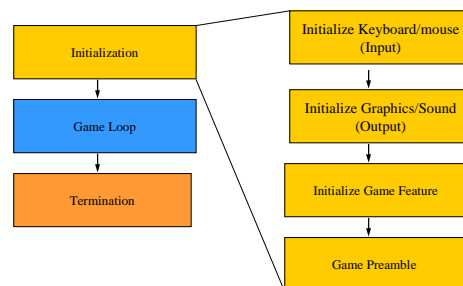 Initialization
Game Loop
Termination
Initialize Keyboard/mouse
(Input)
Initialize Graphics/Sound
(Output)
Initialize Game Feature
Game Preamble